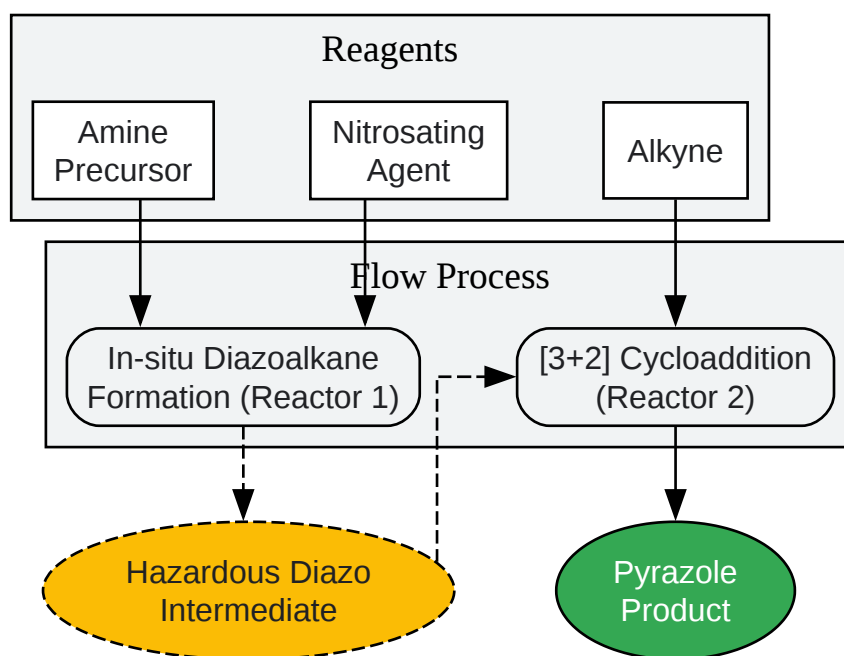 Reagents
Amine
Precursor
Nitrosating
Agent
Alkyne
Flow Process
In-situ Diazoalkane
Formation (Reactor 1)
[3+2] Cycloaddition
(Reactor 2)
Hazardous Diazo
Intermediate
Pyrazole
Product